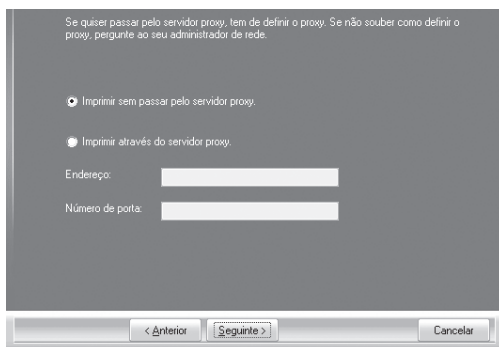 Se quiser passar pelo servidor proxy, tem de definir o proxy. Se não souber como definir o
proxy, pergunte ao seu administrador de rede.
Imprimir sem passar pelo servidor proxy.
Imprimir através do servidor proxy.
Endereço:
Número de porta:
< Anterior
Seguinte >
Cancelar